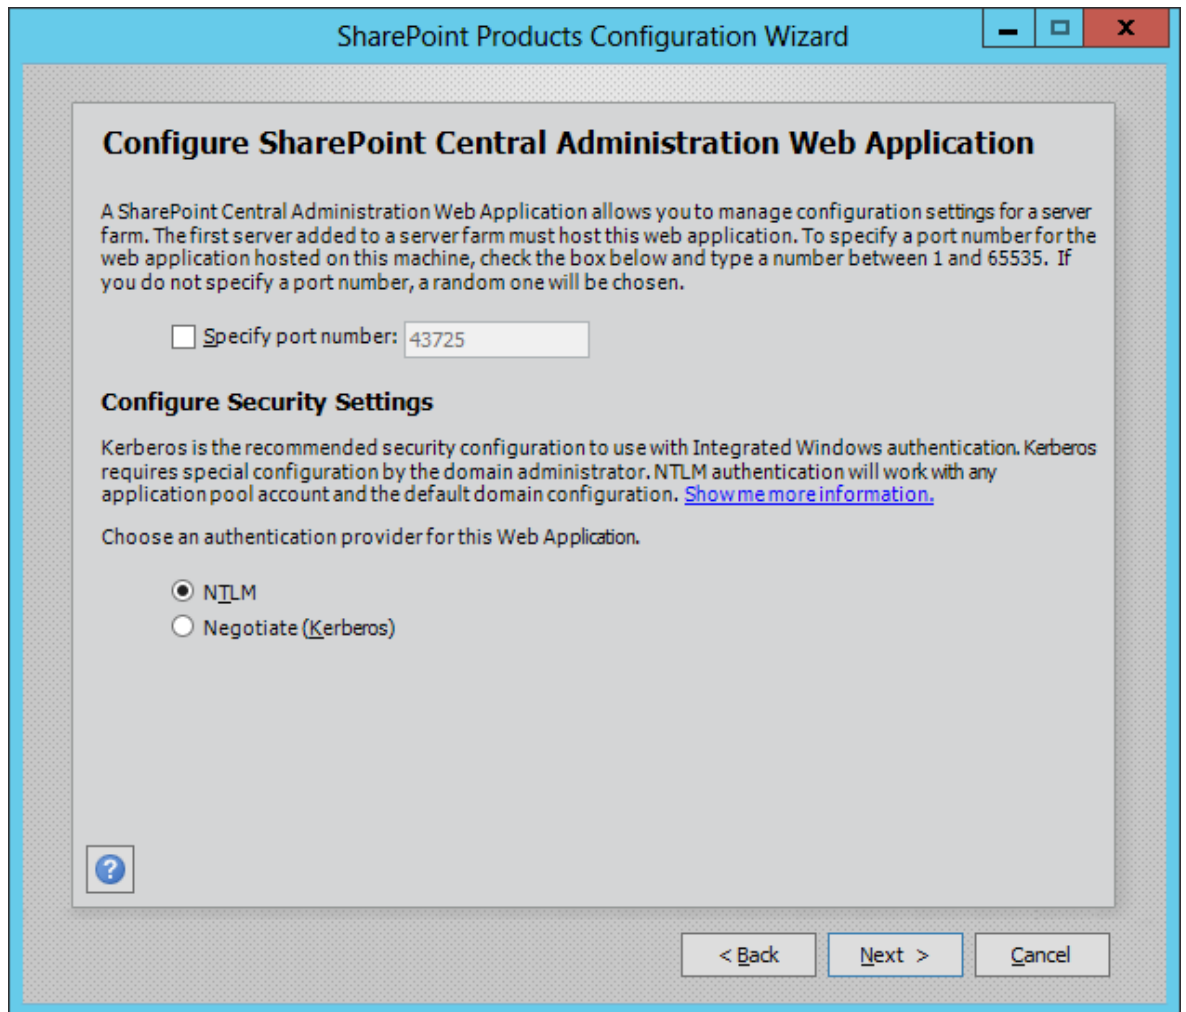 SharePoint Products Configuration Wizard
Configure SharePoint Central Administration Web Application
A SharePoint Central Administration Web Application allows you to manage configuration settings for a server
farm. The first server added to a server farm must host this web application. To specify a port number for the
web application hosted on this machine, check the box below and type a number between 1 and 65535. If
you do not specify a port number, a random one will be chosen.
Specify port number: 43725
Configure Security Settings
Kerberos is the recommended security configuration to use with Integrated Windows authentication. Kerberos
requires special configuration by the domain administrator. NTLM authentication will work with any
application pool account and the default domain configuration. Show me more information.
Choose an authentication provider for this Web Application.
NTLM
Negotiate (Kerberos)
?
< Back Next > Cancel